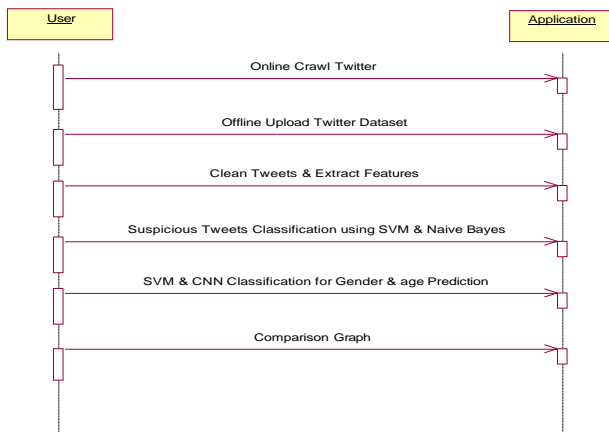 User
Application
Online Crawl Twitter
Offline Upload Twitter Dataset
Clean Tweets & Extract Features
Suspicious Tweets Classification using SVM & Naive Bayes
SVM & CNN Classification for Gender & age Prediction
Comparison Graph